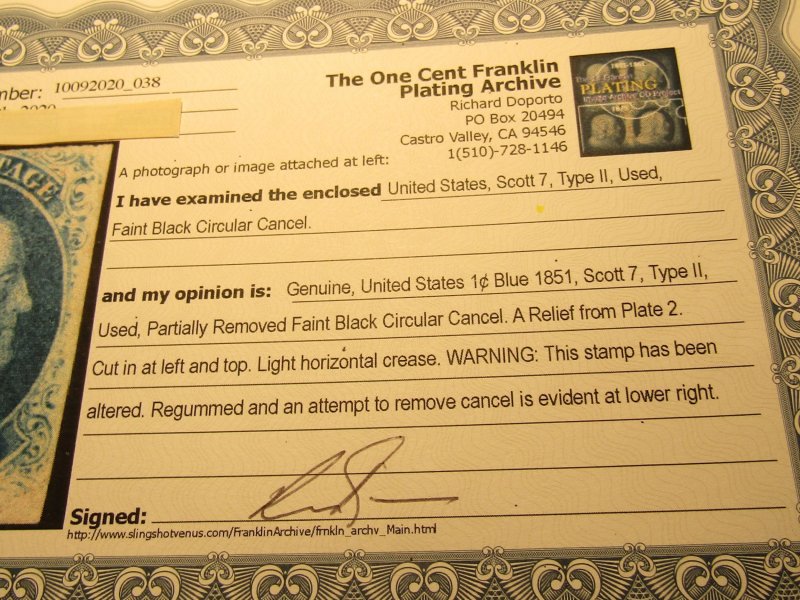 mber: 10092020_038
2020
The One Cent Franklin
Plating Archive
Richard Doporto
PO Box 20494
Castro Valley, CA 94546
1(510)-728-1146
PLATING
STAGE
A photograph or image attached at left:
I have examined the enclosed United States, Scott 7, Type II, Used,
Faint Black Circular Cancel.
and my opinion is: Genuine, United States 1¢ Blue 1851, Scott 7, Type II,
Used, Partially Removed Faint Black Circular Cancel. A Relief from Plate 2.
Cut in at left and top. Light horizontal crease. WARNING: This stamp has been
altered. Regummed and an attempt to remove cancel is evident at lower right.
Signed:
http://www.slingshotvenus.com/FranklinArchive/frnkln_archv_Main.html